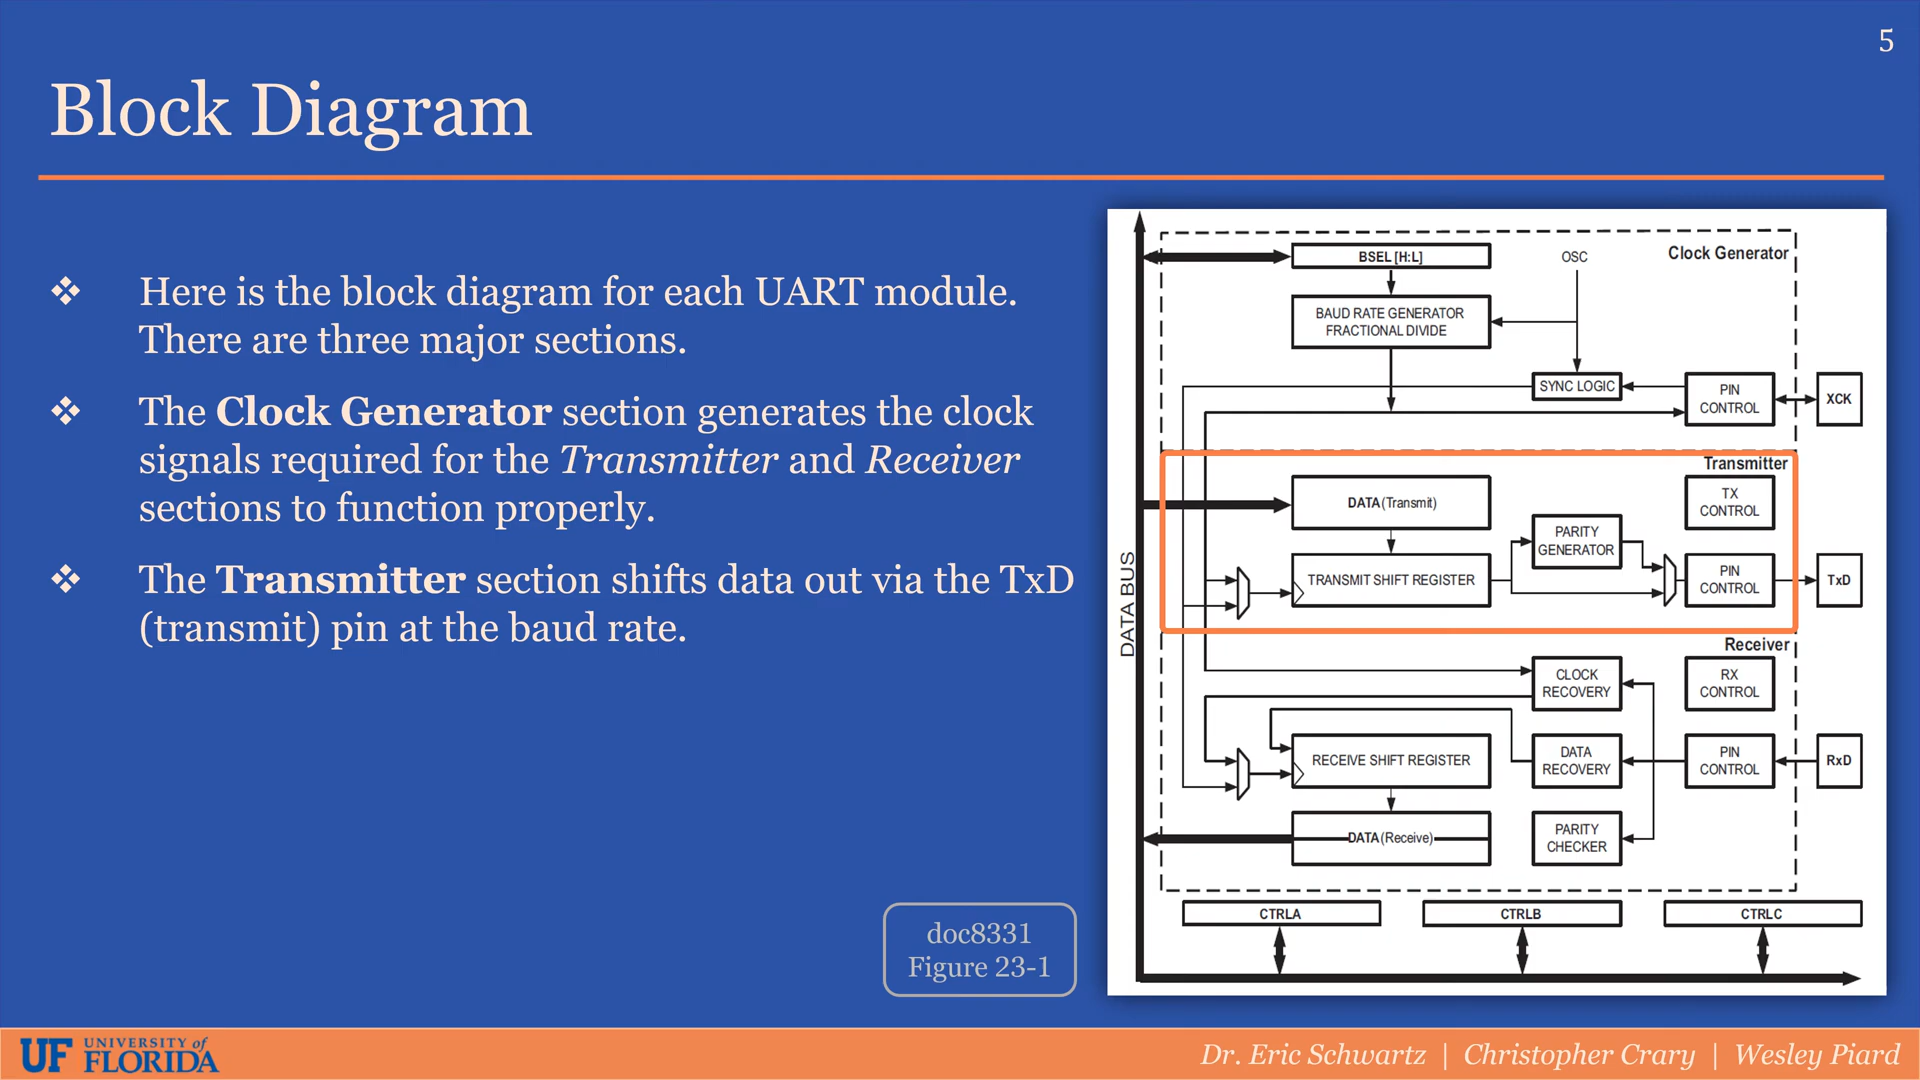 5
Block Diagram
❖ Here is the block diagram for each UART module.
There are three major sections.
❖ The Clock Generator section generates the clock
signals required for the Transmitter and Receiver
sections to function properly.
❖ The Transmitter section shifts data out via the TxD
(transmit) pin at the baud rate.
doc8331
Figure 23-1
DATA BUS
Clock Generator
BSEL [H:L]
OSC
BAUD RATE GENERATOR
FRACTIONAL DIVIDE
SYNC LOGIC
PIN
CONTROL
XCK
Transmitter
DATA (Transmit)
TX
CONTROL
PARITY
GENERATOR
TRANSMIT SHIFT REGISTER
PIN
CONTROL
TxD
Receiver
CLOCK
RECOVERY
RX
CONTROL
RECEIVE SHIFT REGISTER
DATA
RECOVERY
PIN
CONTROL
RxD
DATA (Receive)
PARITY
CHECKER
CTRLA
CTRLB
CTRLC
UF UNIVERSITY of
FLORIDA
Dr. Eric Schwartz | Christopher Crary | Wesley Piard